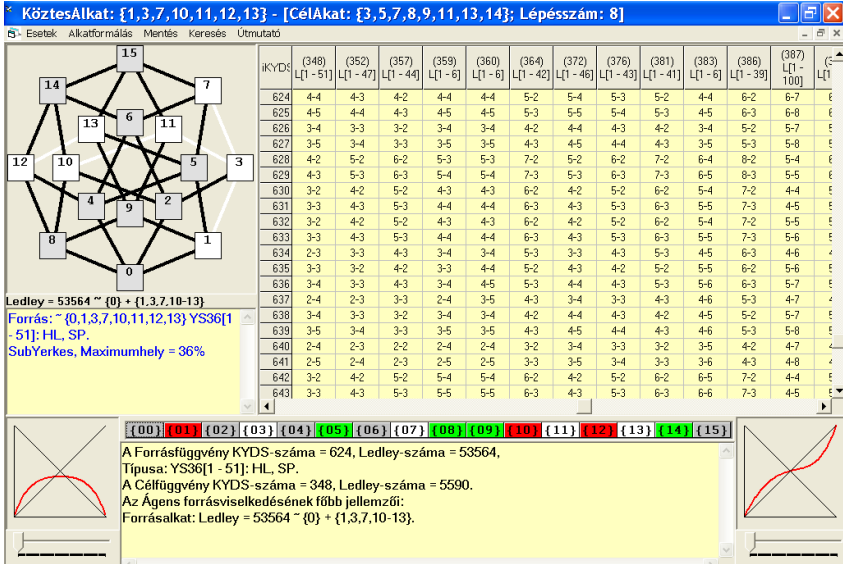 KöztesAlkat: {1,3,7,10,11,12,13} - [CélAkat: {3,5,7,8,9,11,13,14}; Lépésszám: 8]
Esetek Alkatformálás Mentés Keresés Útmutató
15
14 7
13 6 11
12 10 5 3
4 9 2
8 1
0
Ledley = 53564 ~ {0} + {1,3,7,10-13}
Forrás: ~ {0,1,3,7,10,11,12,13} YS36[1
- 51]: HL, SP.
SubYerkes, Maximumhely = 36%
iKYDS (348) (352) (357) (359) (360) (364) (372) (376) (381) (383) (386) (387)
L[1 - 51] L[1 - 47] L[1 - 44] L[1 - 6] L[1 - 6] L[1 - 42] L[1 - 46] L[1 - 43] L[1 - 41] L[1 - 6] L[1 - 39] L[1 - 100]
624 4-4 4-3 4-2 4-4 4-4 5-2 5-4 5-3 5-2 4-4 6-2 6-7
625 4-5 4-4 4-3 4-5 4-5 5-3 5-5 5-4 5-3 4-5 6-3 6-8
626 3-4 3-3 3-2 3-4 3-4 4-2 4-4 4-3 4-2 3-4 5-2 5-7
627 3-5 3-4 3-3 3-5 3-5 4-3 4-5 4-4 4-3 3-5 5-3 5-8
628 4-2 5-2 6-2 5-3 5-3 7-2 5-2 6-2 7-2 6-4 8-2 5-4
629 4-3 5-3 6-3 5-4 5-4 7-3 5-3 6-3 7-3 6-5 8-3 5-5
630 3-2 4-2 5-2 4-3 4-3 6-2 4-2 5-2 6-2 5-4 7-2 4-4
631 3-3 4-3 5-3 4-4 4-4 6-3 4-3 5-3 6-3 5-5 7-3 4-5
632 3-2 4-2 5-2 4-3 4-3 6-2 4-2 5-2 6-2 5-4 7-2 5-5
633 3-3 4-3 5-3 4-4 4-4 6-3 4-3 5-3 6-3 5-5 7-3 5-6
634 2-3 3-3 4-3 3-4 3-4 5-3 3-3 4-3 5-3 4-5 6-3 4-6
635 3-3 3-2 4-2 3-3 4-4 5-2 4-3 4-2 5-2 5-5 6-2 5-6
636 3-4 3-3 4-3 3-4 4-5 5-3 4-4 4-3 5-3 5-6 6-3 5-7
637 2-4 2-3 3-3 2-4 3-5 4-3 3-4 3-3 4-3 4-6 5-3 4-7
638 3-4 3-3 3-2 3-4 3-4 4-2 4-4 4-3 4-2 4-5 5-2 5-7
639 3-5 3-4 3-3 3-5 3-5 4-3 4-5 4-4 4-3 4-6 5-3 5-8
640 2-4 2-3 2-2 2-4 2-4 3-2 3-4 3-3 3-2 3-5 4-2 4-7
641 2-5 2-4 2-3 2-5 2-5 3-3 3-5 3-4 3-3 3-6 4-3 4-8
642 3-2 4-2 5-2 5-4 5-4 6-2 4-2 5-2 6-2 6-5 7-2 4-4
643 3-3 4-3 5-3 5-5 5-5 6-3 4-3 5-3 6-3 6-6 7-3 4-5
{00} {01} {02} {03} {04} {05} {06} {07} {08} {09} {10} {11} {12} {13} {14} {15}
A Forrásfüggvény KYDS-száma = 624, Ledley-száma = 53564,
Típusa: YS36[1 - 51]: HL, SP.
A Célfüggvény KYDS-száma = 348, Ledley-száma = 5590.
Az Ágens forrásviselkedésének főbb jellemzői:
Forrásalkat: Ledley = 53564 ~ {0} + {1,3,7,10-13}.